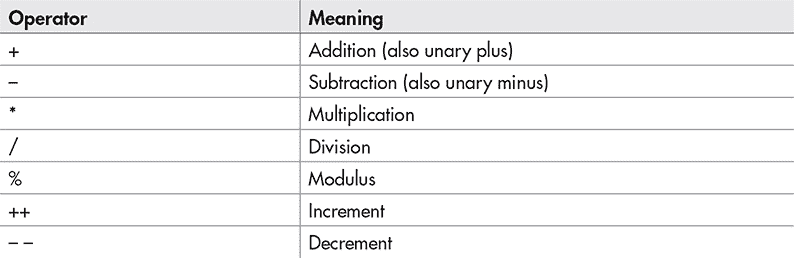 Operator Meaning
+ Addition (also unary plus)
– Subtraction (also unary minus)
* Multiplication
/ Division
% Modulus
++ Increment
– – Decrement